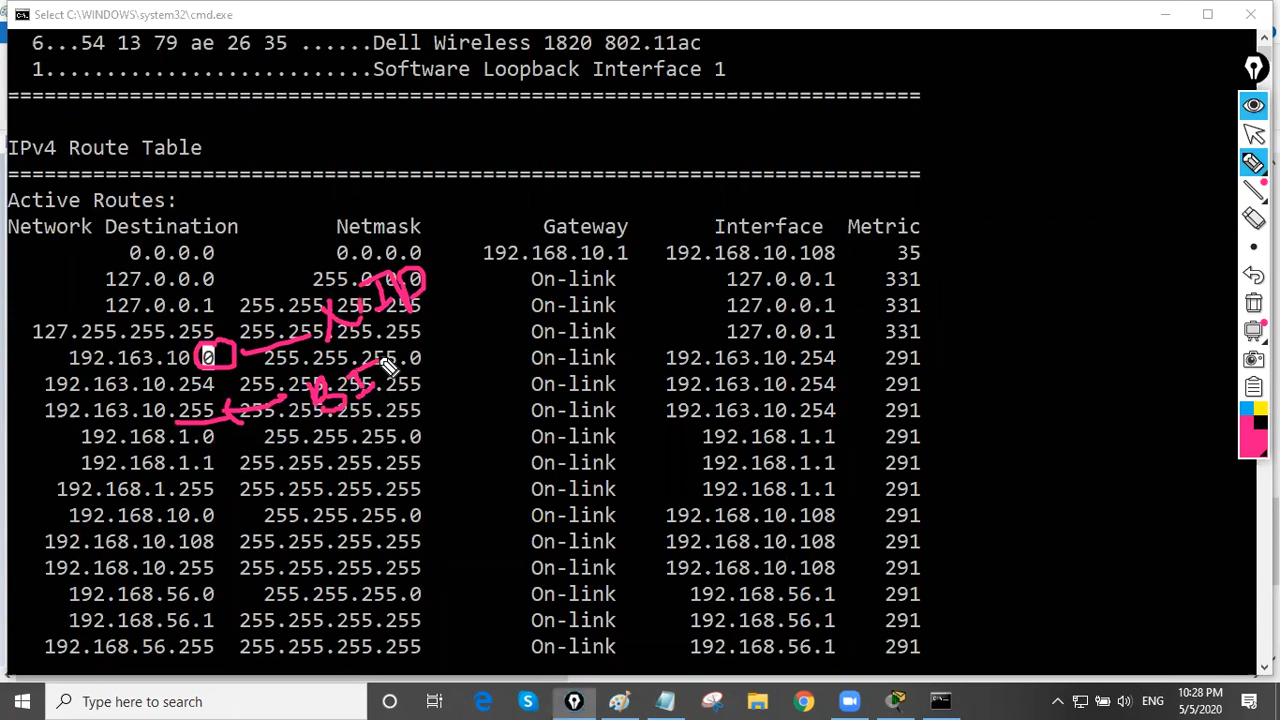 Select C:\WINDOWS\system32\cmd.exe
6...54 13 79 ae 26 35 ......Dell Wireless 1820 802.11ac
1...........................Software Loopback Interface 1
===========================================================================
IPv4 Route Table
===========================================================================
Active Routes:
Network Destination Netmask Gateway Interface Metric
0.0.0.0 0.0.0.0 192.168.10.1 192.168.10.108 35
127.0.0.0 255.0.0.0 On-link 127.0.0.1 331
127.0.0.1 255.255.255.255 On-link 127.0.0.1 331
127.255.255.255 255.255.255.255 On-link 127.0.0.1 331
192.163.10.0 255.255.255.0 On-link 192.163.10.254 291
192.163.10.254 255.255.255.255 On-link 192.163.10.254 291
192.163.10.255 255.255.255.255 On-link 192.163.10.254 291
192.168.1.0 255.255.255.0 On-link 192.168.1.1 291
192.168.1.1 255.255.255.255 On-link 192.168.1.1 291
192.168.1.255 255.255.255.255 On-link 192.168.1.1 291
192.168.10.0 255.255.255.0 On-link 192.168.10.108 291
192.168.10.108 255.255.255.255 On-link 192.168.10.108 291
192.168.10.255 255.255.255.255 On-link 192.168.10.108 291
192.168.56.0 255.255.255.0 On-link 192.168.56.1 291
192.168.56.1 255.255.255.255 On-link 192.168.56.1 291
192.168.56.255 255.255.255.255 On-link 192.168.56.1 291
N.IP
BI
Type here to search
ENG
10:28 PM
5/5/2020